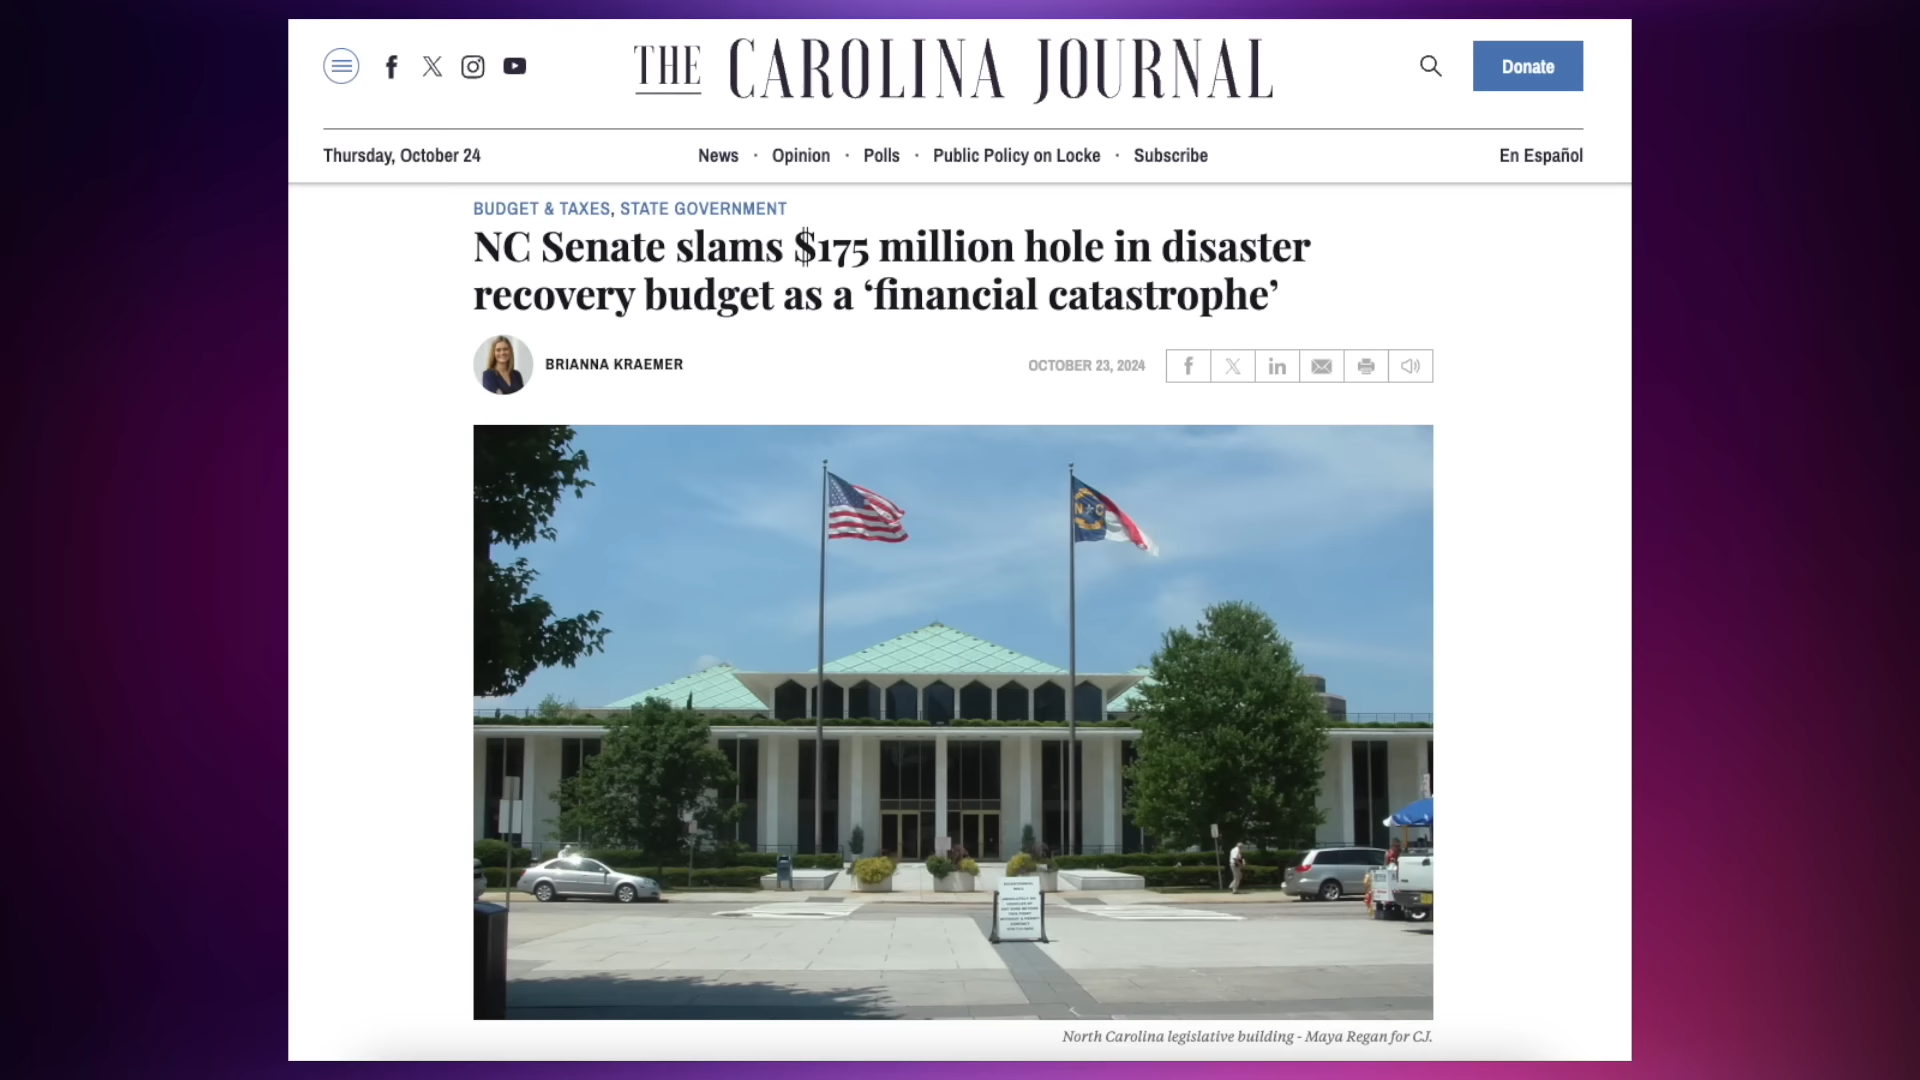 THE CAROLINA JOURNAL
Donate
Thursday, October 24
News · Opinion · Polls · Public Policy on Locke · Subscribe
En Español
BUDGET & TAXES, STATE GOVERNMENT
NC Senate slams $175 million hole in disaster
recovery budget as a ‘financial catastrophe’
BRIANNA KRAEMER
OCTOBER 23, 2024
N C
North Carolina legislative building - Maya Regan for CJ.